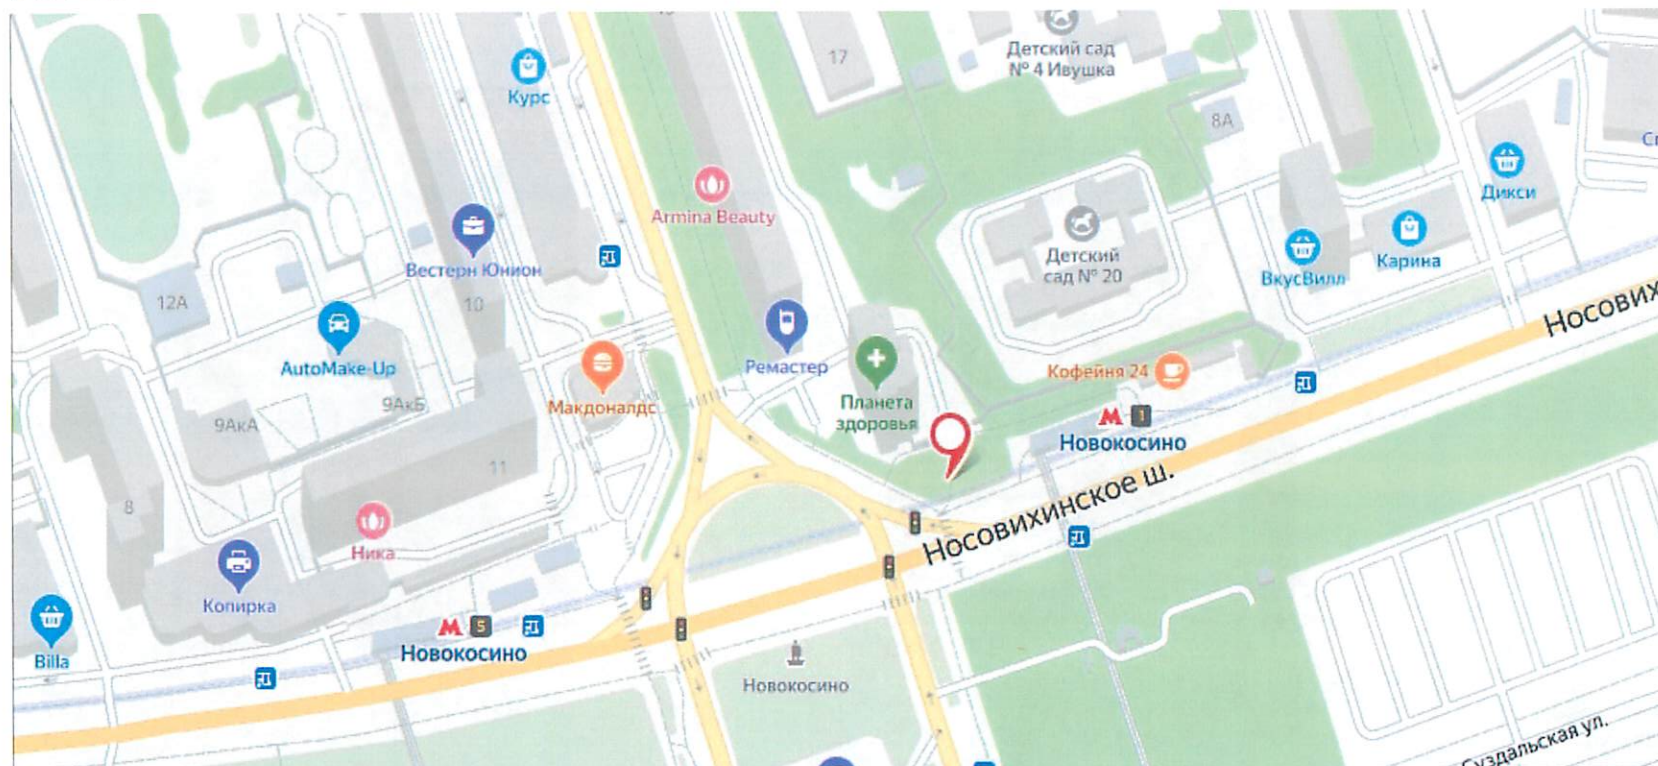 17
Детский сад
№ 4 Ивушка
Курс
8А
Дикси
Armina Beauty
Вестерн Юнион
Детский
сад № 20
Карина
ВкусВилл
12А
10
Носових
AutoMake-Up
Ремастер
Кофейня 24
9АкБ
Макдоналдс
Планета
здоровья
9АкА
М 1
Новокосино
11
8
Носовихинское ш.
Ника
Копирка
М 5
Новокосино
Billa
Новокосино
Суздальская ул.